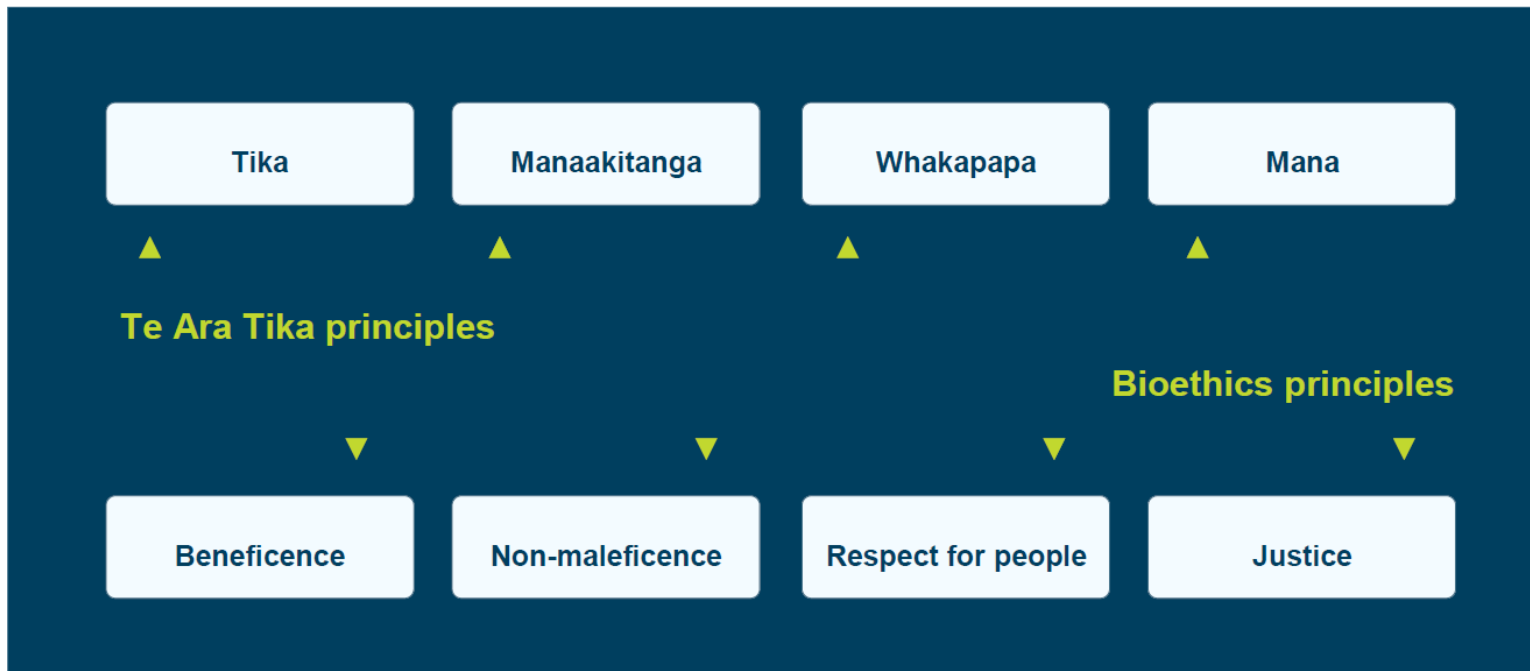 Tika
Manaakitanga
Whakapapa
Mana
Te Ara Tika principles
Bioethics principles
Beneficence
Non-maleficence
Respect for people
Justice